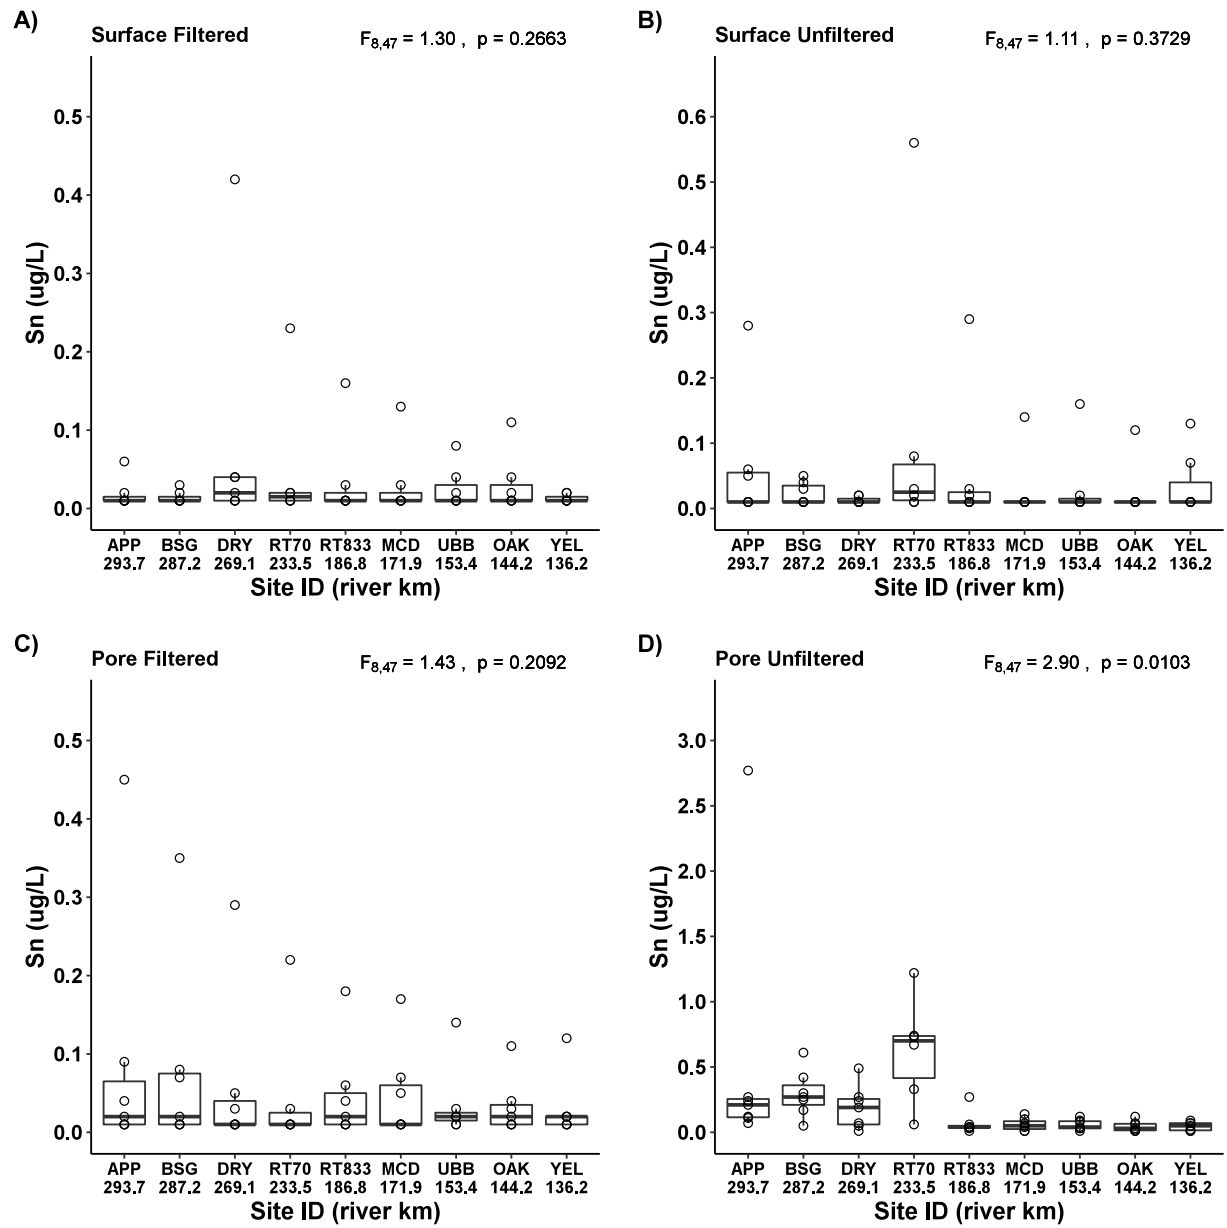 A)
Surface Filtered
F8,47 = 1.30 , p = 0.2663
0.5
0.4
0.3
0.2
0.1
0.0
Sn (ug/L)
APP BSG DRY RT70 RT833 MCD UBB OAK YEL
293.7 287.2 269.1 233.5 186.8 171.9 153.4 144.2 136.2
Site ID (river km)
B)
Surface Unfiltered
F8,47 = 1.11 , p = 0.3729
0.6
0.5
0.4
0.3
0.2
0.1
0.0
Sn (ug/L)
APP BSG DRY RT70 RT833 MCD UBB OAK YEL
293.7 287.2 269.1 233.5 186.8 171.9 153.4 144.2 136.2
Site ID (river km)
C)
Pore Filtered
F8,47 = 1.43 , p = 0.2092
0.5
0.4
0.3
0.2
0.1
0.0
Sn (ug/L)
APP BSG DRY RT70 RT833 MCD UBB OAK YEL
293.7 287.2 269.1 233.5 186.8 171.9 153.4 144.2 136.2
Site ID (river km)
D)
Pore Unfiltered
F8,47 = 2.90 , p = 0.0103
3.0
2.5
2.0
1.5
1.0
0.5
0.0
Sn (ug/L)
APP BSG DRY RT70 RT833 MCD UBB OAK YEL
293.7 287.2 269.1 233.5 186.8 171.9 153.4 144.2 136.2
Site ID (river km)